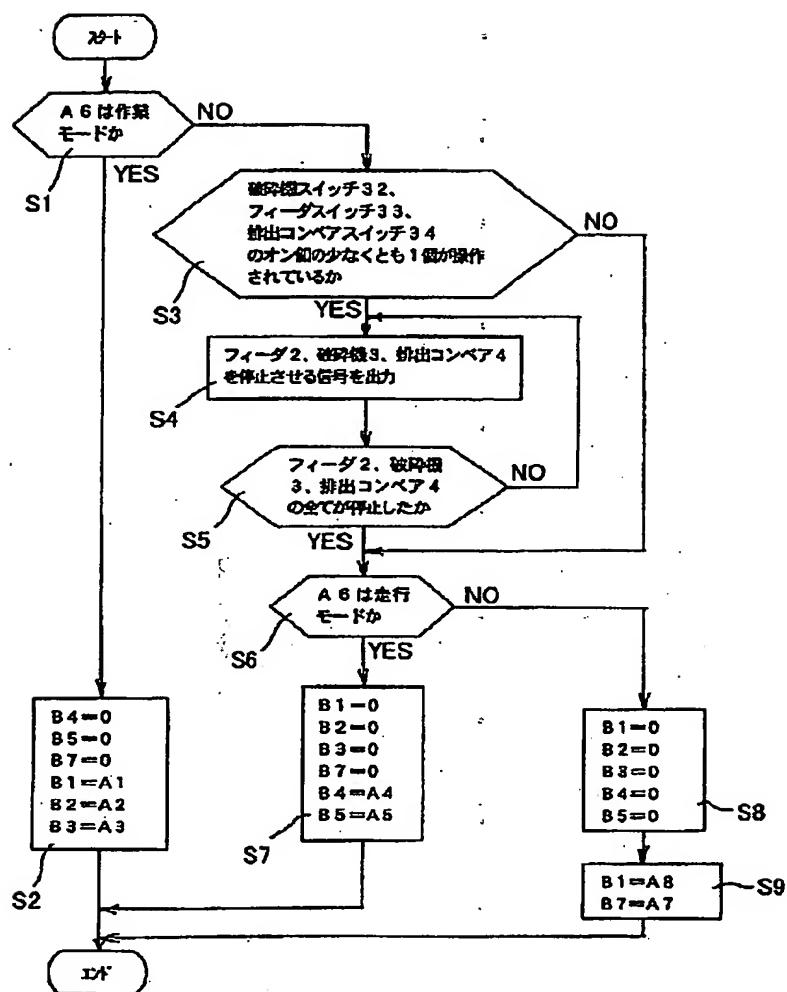 スタート
A6は作業
モードか
NO
YES
S1
破砕機スイッチ32、
フィーダスイッチ33、
排出コンベアスイッチ34
のオン釦の少なくとも1個が操作
されているか
NO
S3
YES
フィーダ2、破砕機3、排出コンベア4
を停止させる信号を出力
S4
フィーダ2、破砕機
3、排出コンベア4
の全てが停止したか
NO
S5
YES
A6は走行
モードか
NO
S6
YES
B4=0
B5=0
B7=0
B1=A1
B2=A2
B3=A3
S2
B1=0
B2=0
B3=0
B7=0
B4=A4
B5=A5
S7
B1=0
B2=0
B3=0
B4=0
B5=0
S8
B1=A8
B7=A7
S9
エンド